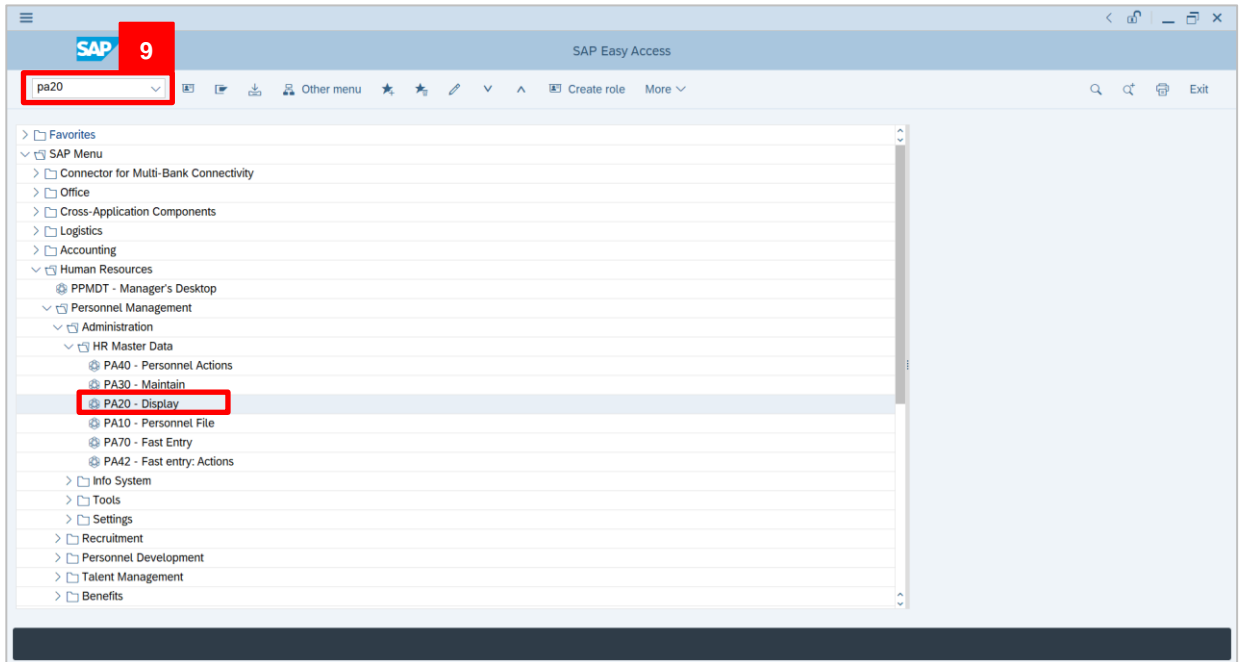 SAP 9
SAP Easy Access
pa20 Other menu Create role More Exit
Favorites
SAP Menu
Connector for Multi-Bank Connectivity
Office
Cross-Application Components
Logistics
Accounting
Human Resources
PPMDT - Manager's Desktop
Personnel Management
Administration
HR Master Data
PA40 - Personnel Actions
PA30 - Maintain
PA20 - Display
PA10 - Personnel File
PA70 - Fast Entry
PA42 - Fast entry: Actions
Info System
Tools
Settings
Recruitment
Personnel Development
Talent Management
Benefits